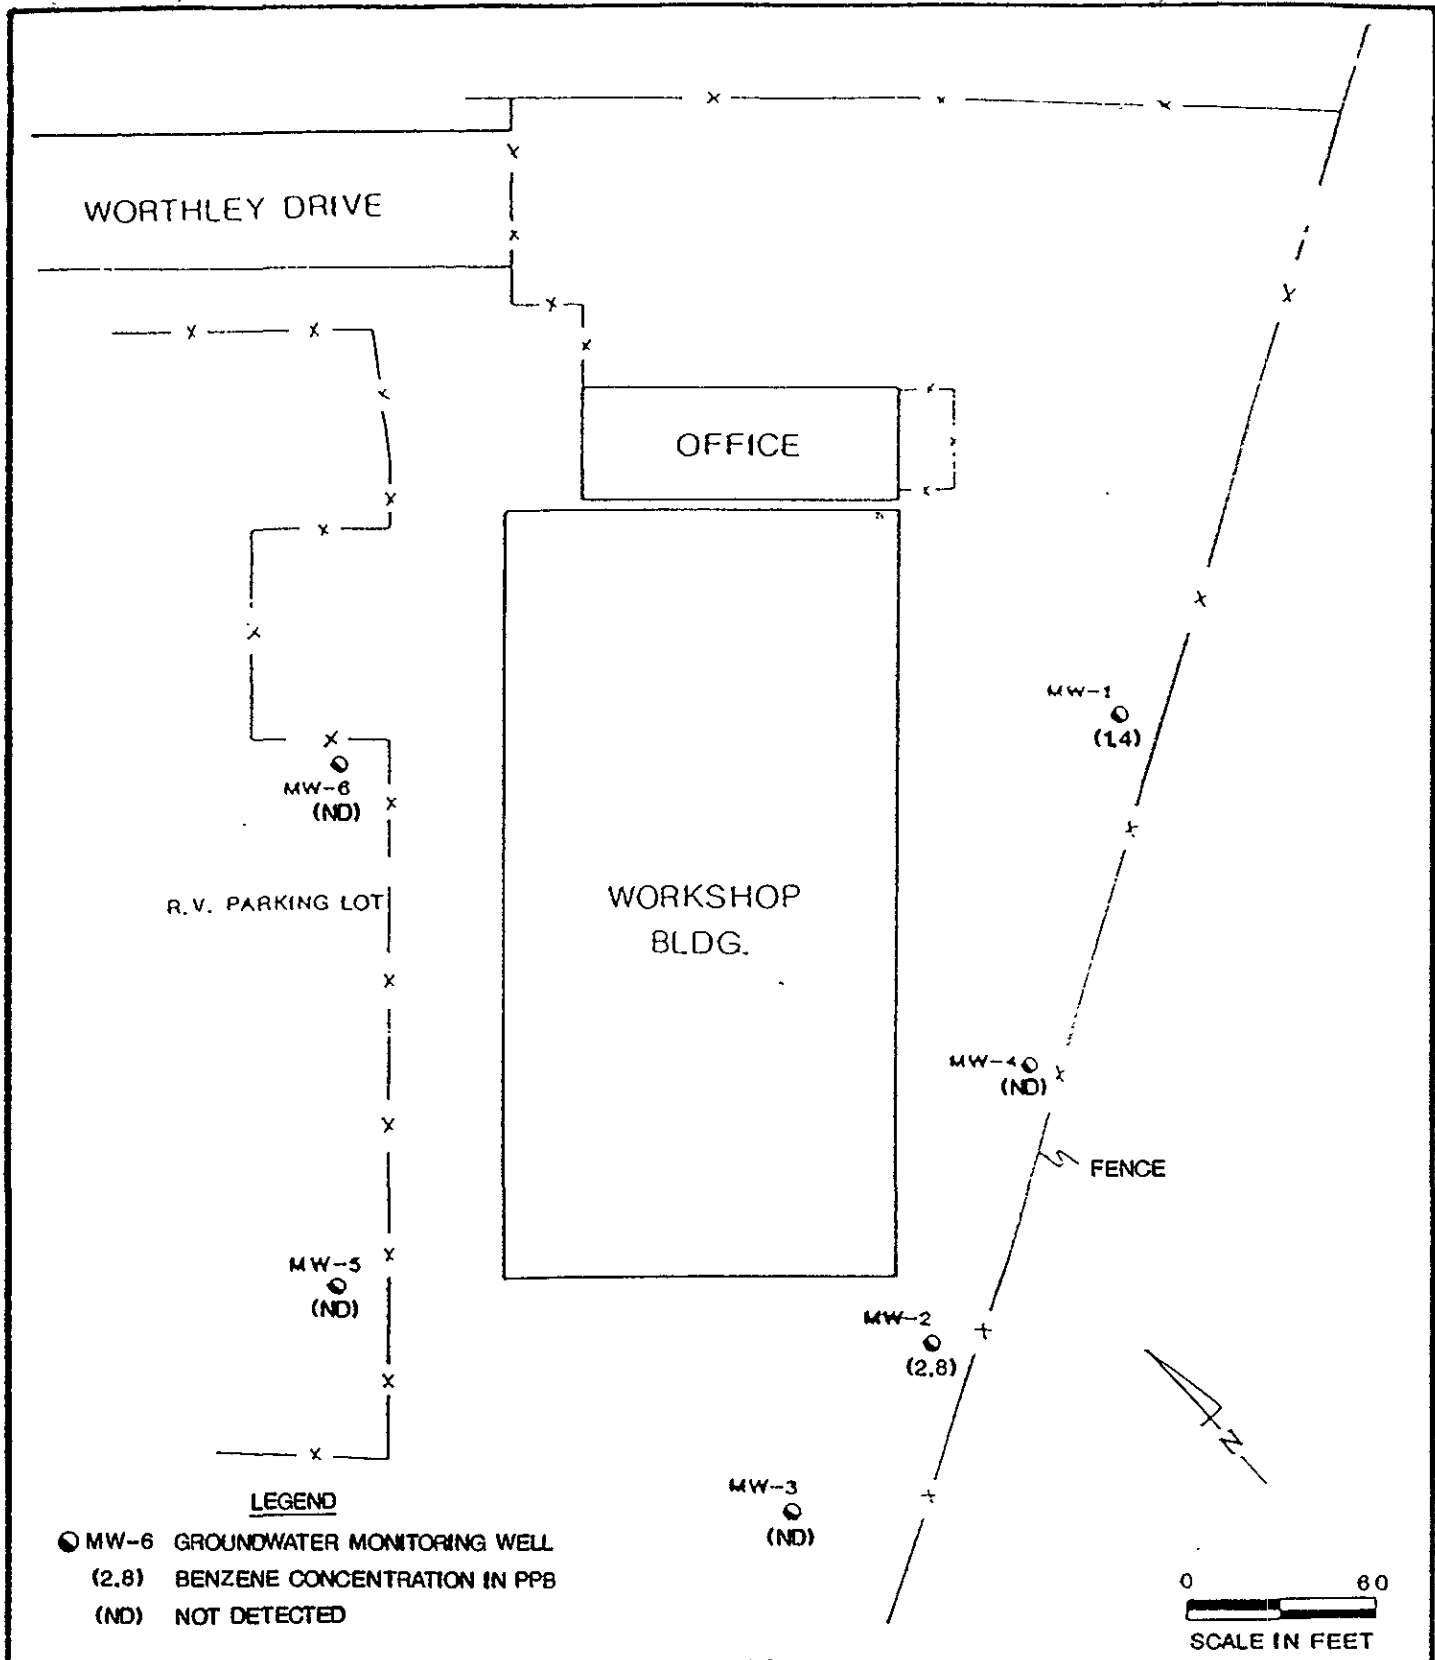 WORTHLEY DRIVE
OFFICE
MW-1
(1.4)
MW-6
(ND)
R.V. PARKING LOT
WORKSHOP
BLDG.
MW-4
(ND)
FENCE
MW-5
(ND)
MW-2
(2.8)
N
MW-3
(ND)
LEGEND
MW-6 GROUNDWATER MONITORING WELL
(2.8) BENZENE CONCENTRATION IN PPB
(ND) NOT DETECTED
0 60
SCALE IN FEET